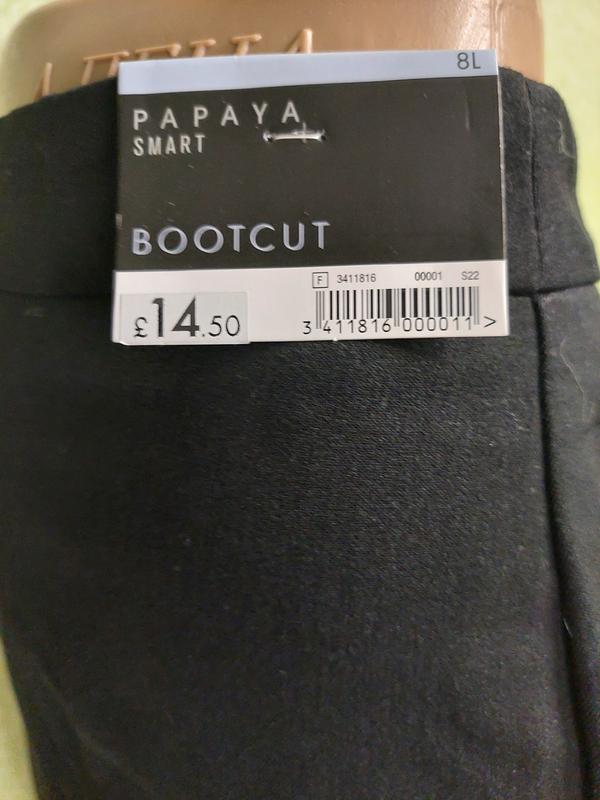 8L
PAPAYA
SMART
BOOTCUT
F 3411816 00001 S22
£14.50
3 411816 000011 >